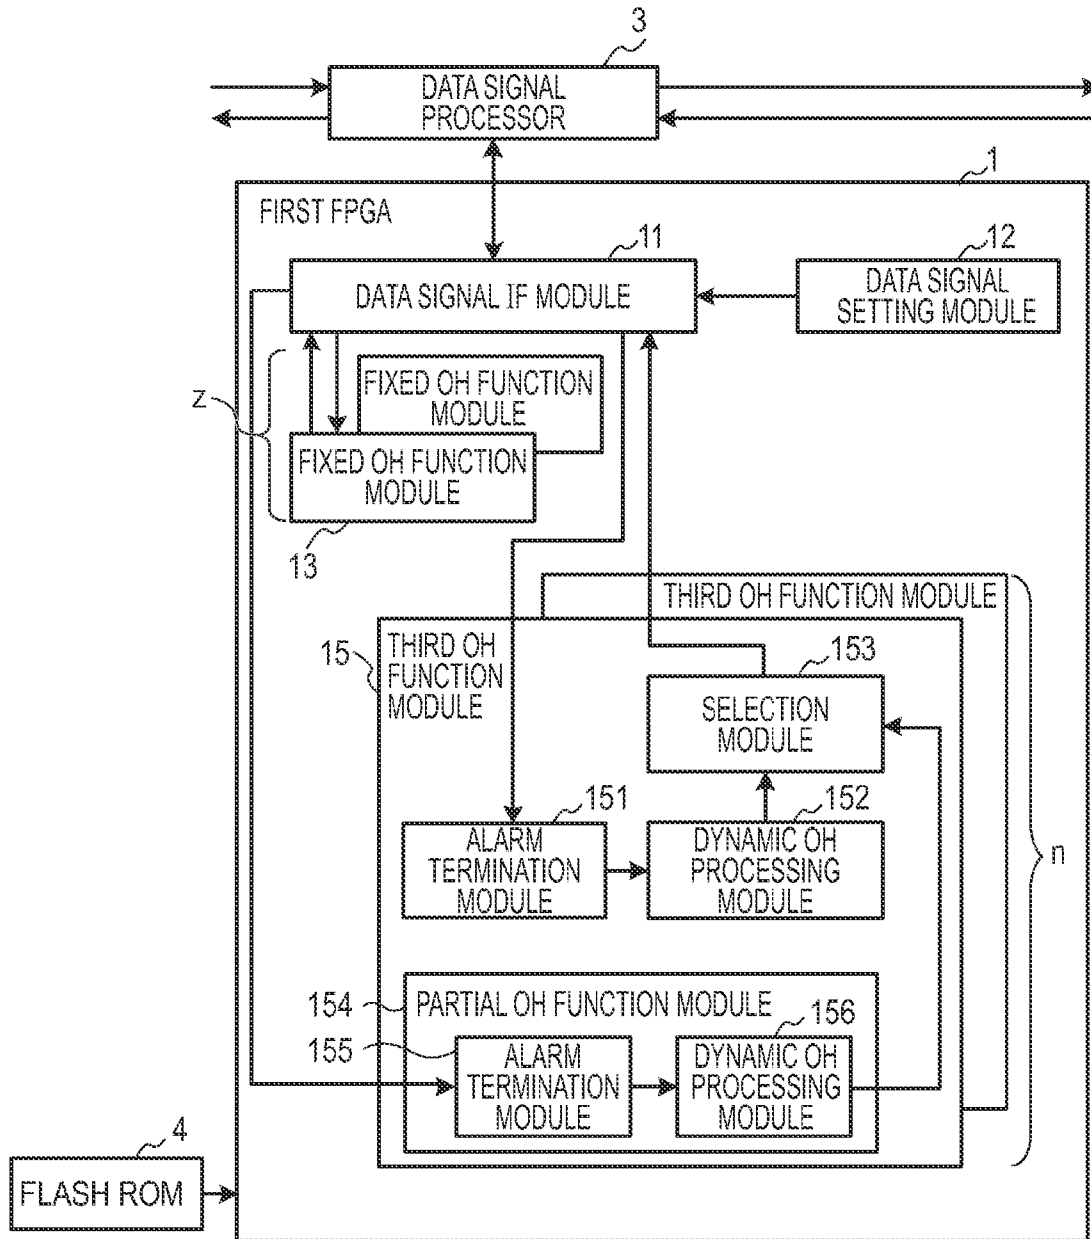 3
DATA SIGNAL
PROCESSOR
1
FIRST FPGA
11
12
DATA SIGNAL IF MODULE
DATA SIGNAL
SETTING MODULE
z
FIXED OH FUNCTION
MODULE
FIXED OH FUNCTION
MODULE
13
THIRD OH FUNCTION MODULE
15
THIRD OH
FUNCTION
MODULE
153
SELECTION
MODULE
151
152
ALARM
TERMINATION
MODULE
DYNAMIC OH
PROCESSING
MODULE
n
154
PARTIAL OH FUNCTION MODULE
155
156
ALARM
TERMINATION
MODULE
DYNAMIC OH
PROCESSING
MODULE
4
FLASH ROM